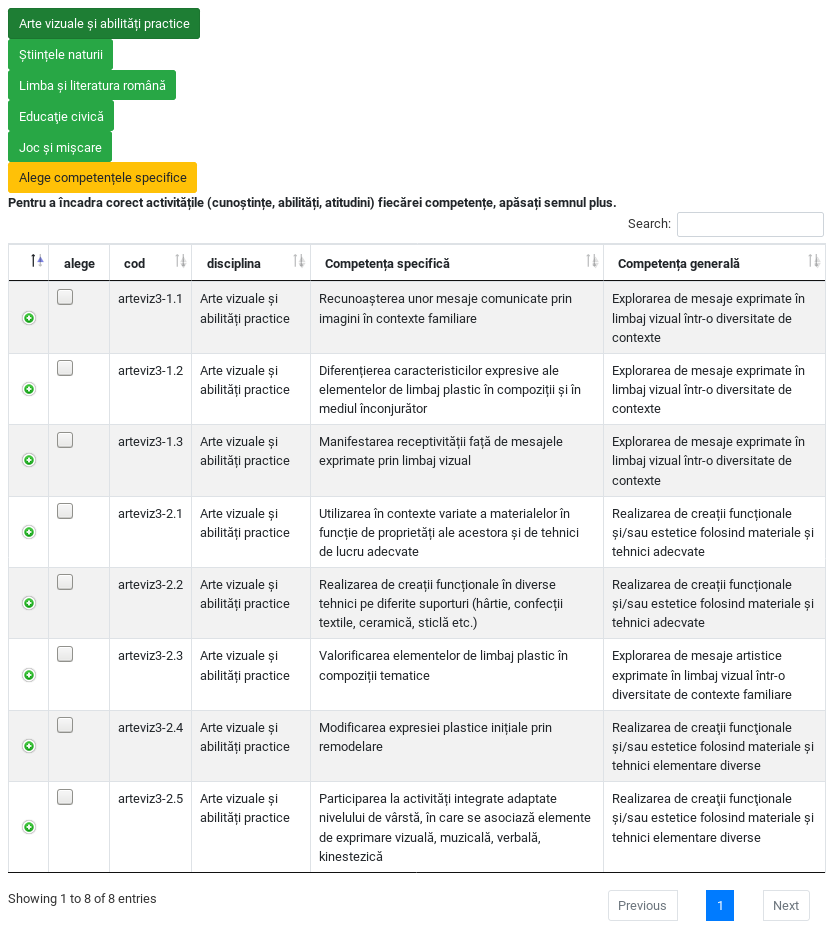 Arte vizuale și abilități practice
Științele naturii
Limba și literatura română
Educaţie civică
Joc și mișcare
Alege competențele specifice
Pentru a încadra corect activitățile (cunoștințe, abilități, atitudini) fiecărei competențe, apăsați semnul plus.
Search:
alege cod disciplina Competența specifică Competența generală
arteviz3-1.1 Arte vizuale și Recunoașterea unor mesaje comunicate prin Explorarea de mesaje exprimate în
abilități practice imagini în contexte familiare limbaj vizual într-o diversitate de
contexte
arteviz3-1.2 Arte vizuale și Diferențierea caracteristicilor expresive ale Explorarea de mesaje exprimate în
abilități practice elementelor de limbaj plastic în compoziții și în limbaj vizual într-o diversitate de
mediul înconjurător contexte
arteviz3-1.3 Arte vizuale și Manifestarea receptivității față de mesajele Explorarea de mesaje exprimate în
abilități practice exprimate prin limbaj vizual limbaj vizual într-o diversitate de
contexte
arteviz3-2.1 Arte vizuale și Utilizarea în contexte variate a materialelor în Realizarea de creații funcționale
abilități practice funcție de proprietăți ale acestora și de tehnici și/sau estetice folosind materiale și
de lucru adecvate tehnici adecvate
arteviz3-2.2 Arte vizuale și Realizarea de creații funcționale în diverse Realizarea de creații funcționale
abilități practice tehnici pe diferite suporturi (hârtie, confecții și/sau estetice folosind materiale și
textile, ceramică, sticlă etc.) tehnici adecvate
arteviz3-2.3 Arte vizuale și Valorificarea elementelor de limbaj plastic în Explorarea de mesaje artistice
abilități practice compoziții tematice exprimate în limbaj vizual într-o
diversitate de contexte familiare
arteviz3-2.4 Arte vizuale și Modificarea expresiei plastice inițiale prin Realizarea de creaţii funcţionale
abilități practice remodelare și/sau estetice folosind materiale și
tehnici elementare diverse
arteviz3-2.5 Arte vizuale și Participarea la activități integrate adaptate Realizarea de creaţii funcţionale
abilități practice nivelului de vârstă, în care se asociază elemente și/sau estetice folosind materiale și
de exprimare vizuală, muzicală, verbală, tehnici elementare diverse
kinestezică
Showing 1 to 8 of 8 entries Previous 1 Next